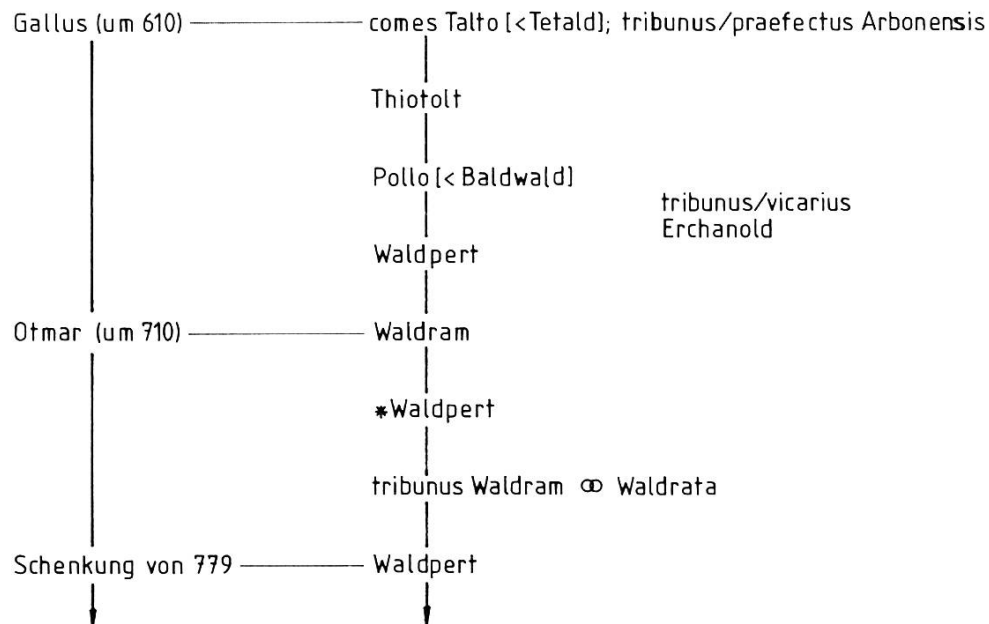 Gallus (um 610) comes Talto [< Tetald]; tribunus/praefectus Arbonensis
Thiotolt
Pollo [< Baldwald]
tribunus/vicarius
Erchanold
Waldpert
Otmar (um 710) Waldram
*Waldpert
tribunus Waldram ⚭ Waldrata
Schenkung von 779 Waldpert